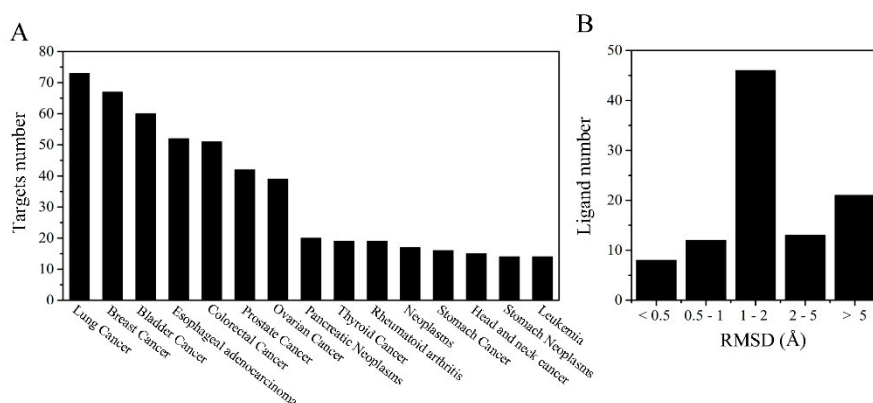 A
Targets number
80
70
60
50
40
30
20
10
0
Lung Cancer
Breast Cancer
Bladder Cancer
Esophageal adenocarcinoma
Colorectal Cancer
Prostate Cancer
Ovarian Cancer
Pancreatic Neoplasms
Thyroid Cancer
Rheumatoid arthritis
Neoplasms
Stomach Cancer
Head and neck cancer
Stomach Neoplasms
Leukemia
B
Ligand number
50
40
30
20
10
0
< 0.5
0.5 - 1
1 - 2
2 - 5
> 5
RMSD (Å)